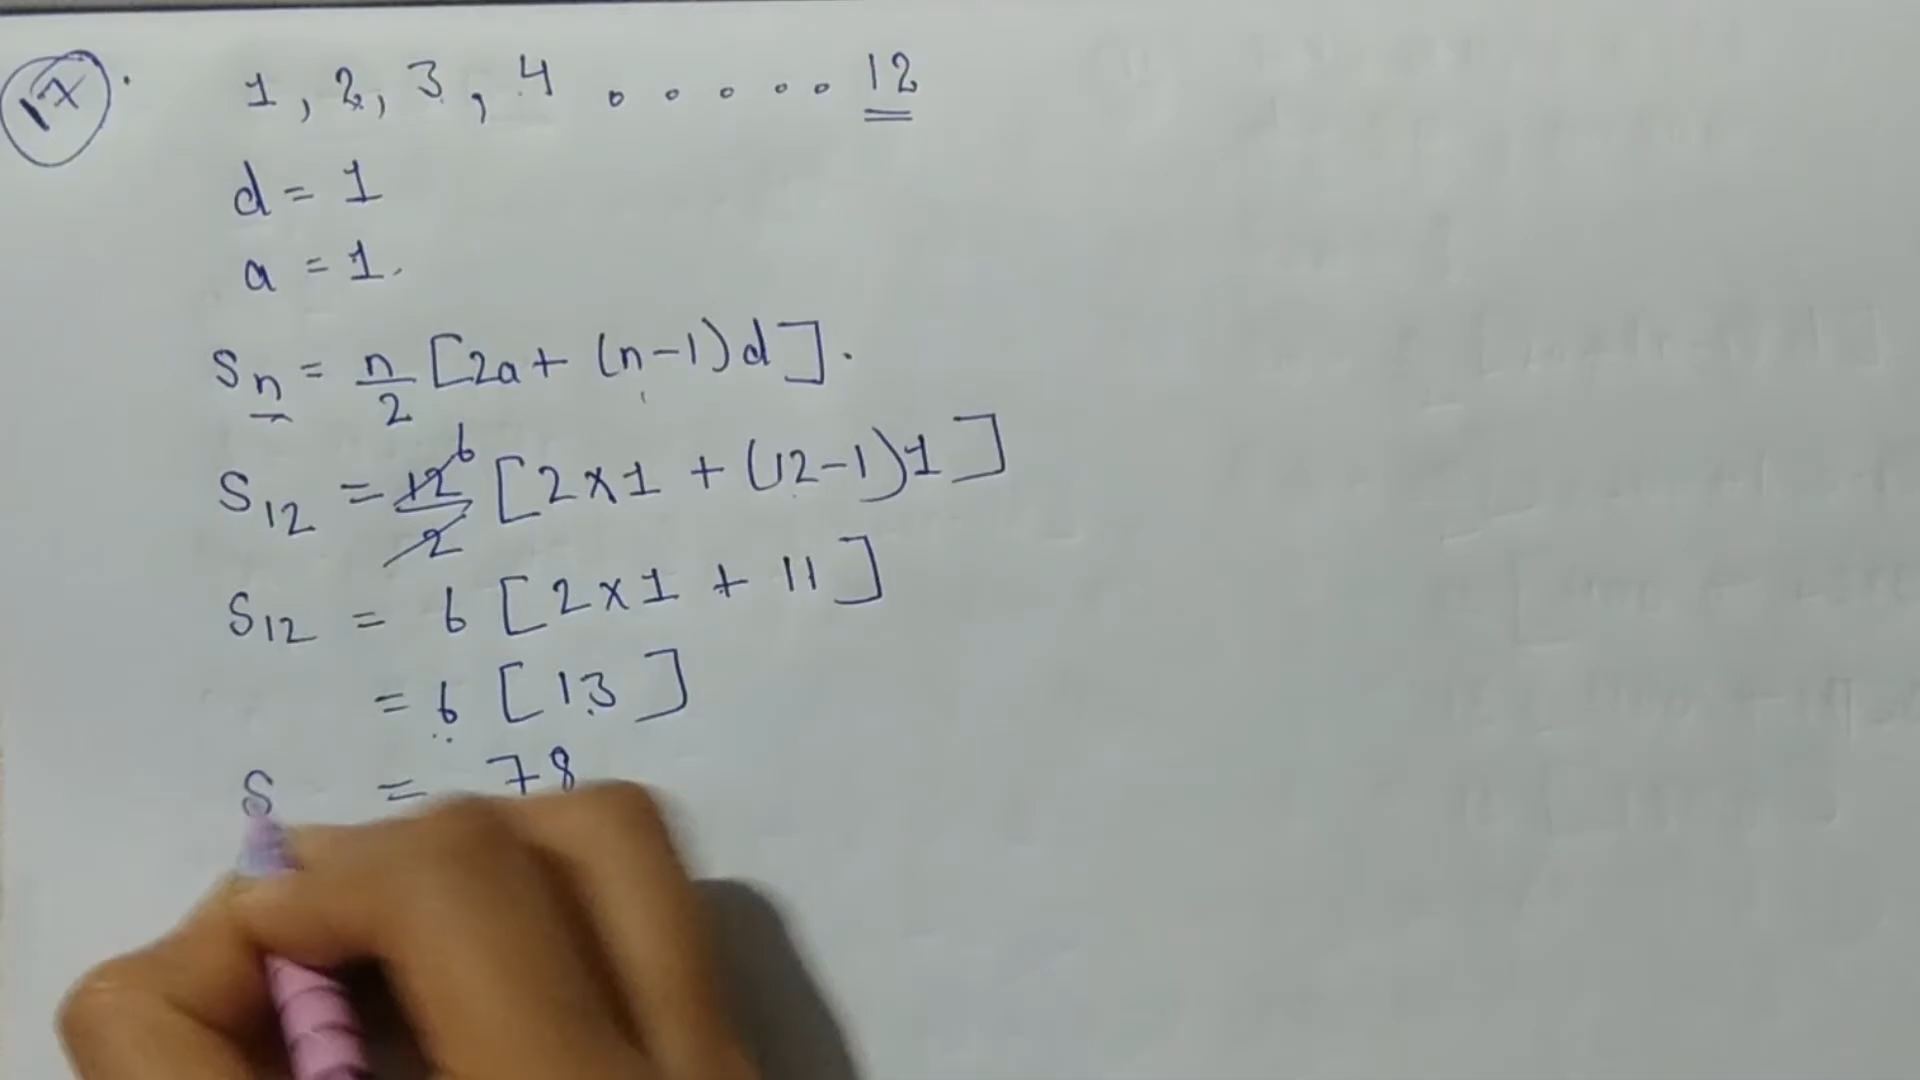 17. 1, 2, 3, 4 . . . . . 12
d = 1
a = 1.
Sn = n/2 [2a + (n-1)d].
S12 = 12/2 6 [2×1 + (12-1)1]
S12 = 6 [2×1 + 11]
= 6 [13]
S = 78